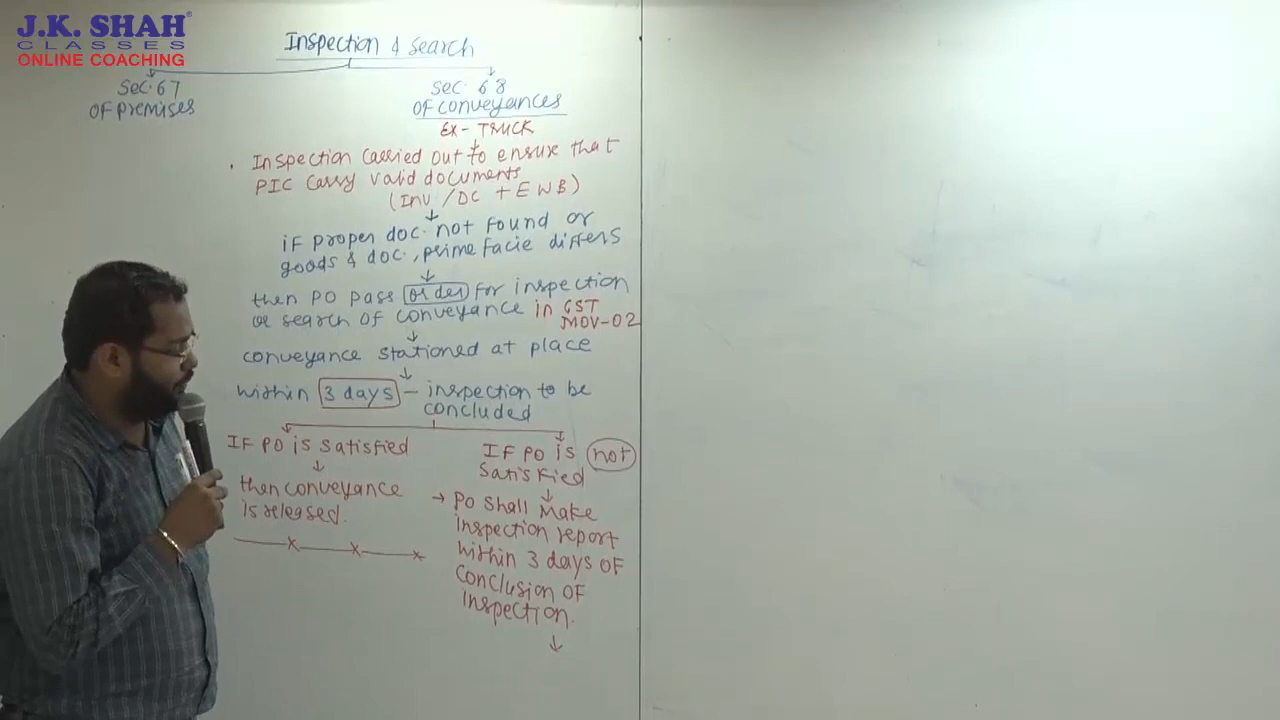 J.K. SHAH®
CLASSES
ONLINE COACHING
Inspection & Search
Sec. 67
OF premises
Sec. 68
OF conveyances
Ex- TRUCK
. Inspection carried out to ensure that
PIC carry valid documents
(Inv / DC + EWB)
if proper doc. not found or
goods & doc., prime facie differs
then PO pass order for inspection
or search of conveyance in GST
MOV-02
conveyance stationed at place
within 3 days – inspection to be
concluded
IF PO is satisfied
then conveyance
is released.
IF PO is not
satisfied
→ PO shall make
inspection report
within 3 days of
conclusion of
inspection.